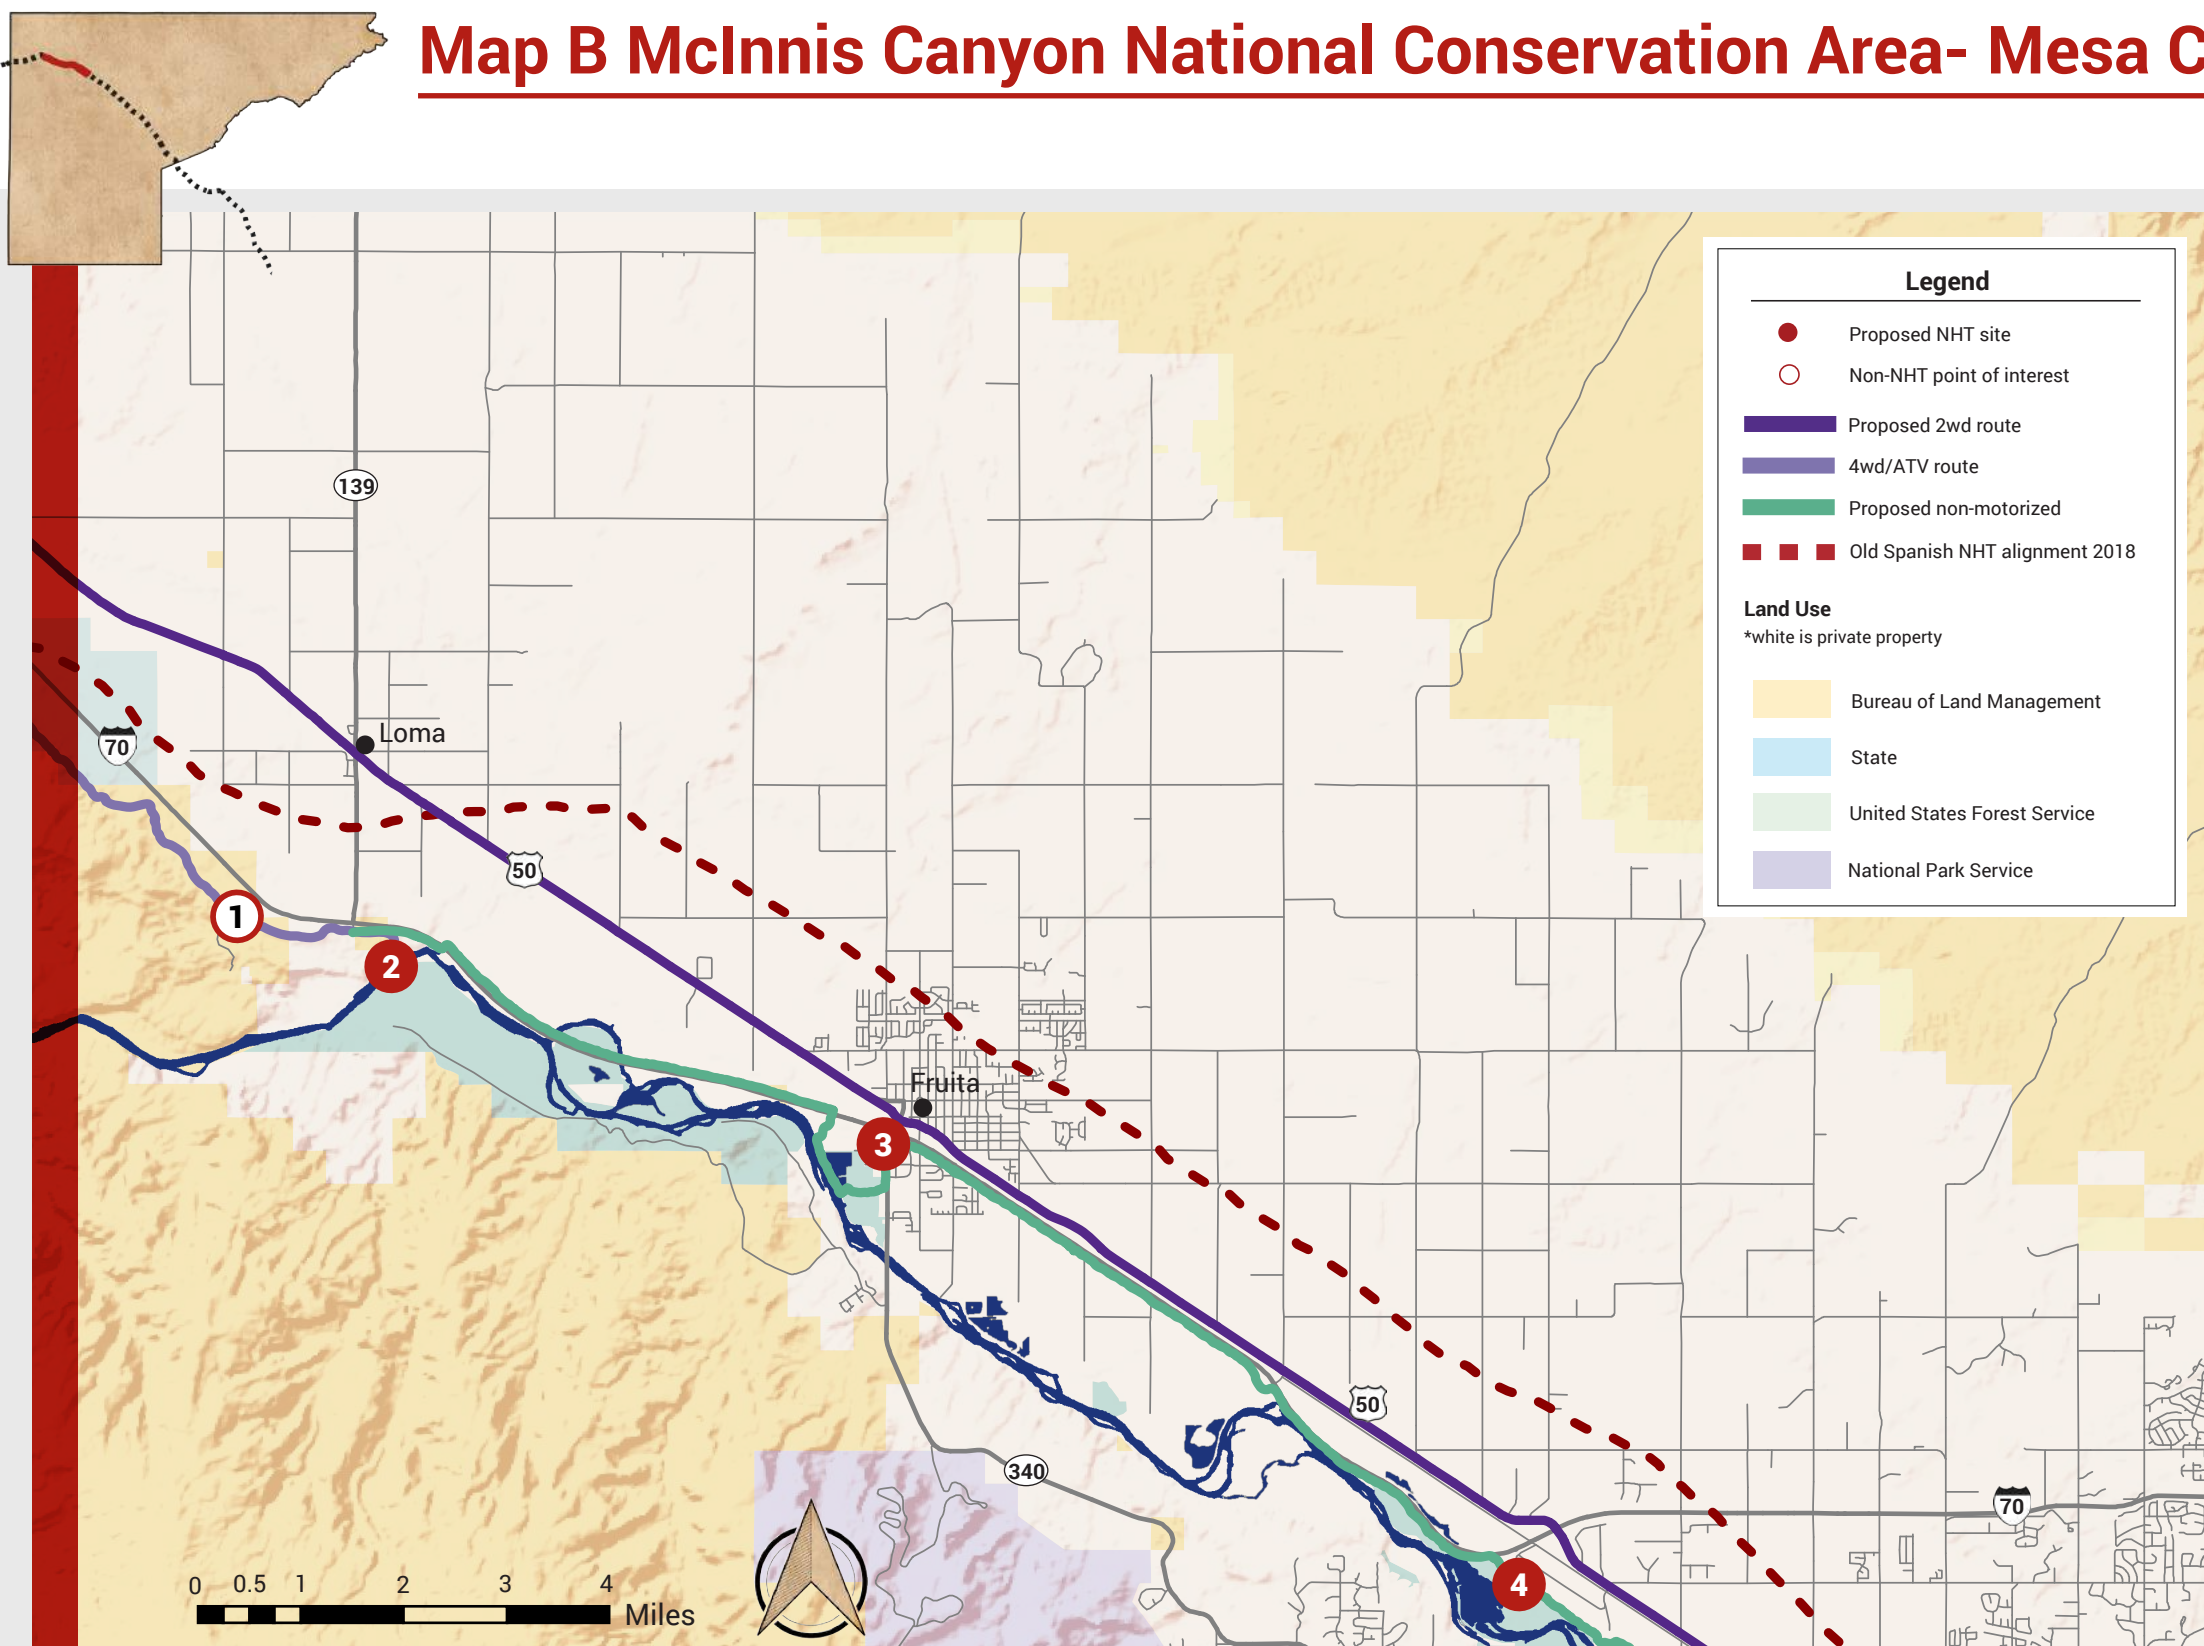 Map B McInnis Canyon National Conservation Area- Mesa C
Legend
Proposed NHT site
Non-NHT point of interest
Proposed 2wd route
4wd/ATV route
Proposed non-motorized
Old Spanish NHT alignment 2018
Land Use
*white is private property
Bureau of Land Management
State
United States Forest Service
National Park Service
139
Loma
70
50
1
2
Fruita
3
50
340
70
4
0 0.5 1 2 3 4
Miles